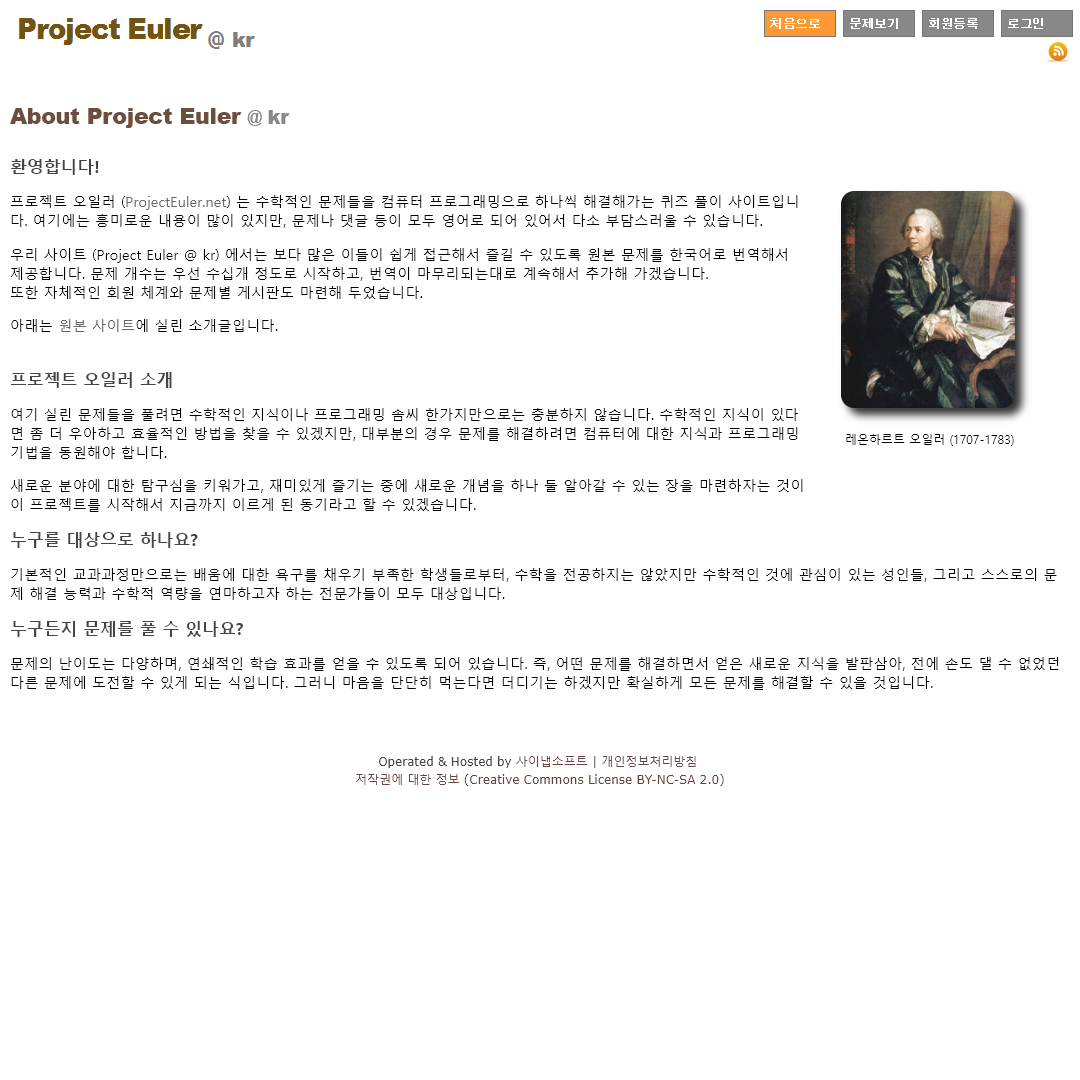 Project Euler @ kr
처음으로 문제보기 회원등록 로그인
About Project Euler @ kr
환영합니다!
프로젝트 오일러 (ProjectEuler.net) 는 수학적인 문제들을 컴퓨터 프로그래밍으로 하나씩 해결해가는 퀴즈 풀이 사이트입니
다. 여기에는 흥미로운 내용이 많이 있지만, 문제나 댓글 등이 모두 영어로 되어 있어서 다소 부담스러울 수 있습니다.
우리 사이트 (Project Euler @ kr) 에서는 보다 많은 이들이 쉽게 접근해서 즐길 수 있도록 원본 문제를 한국어로 번역해서
제공합니다. 문제 개수는 우선 수십개 정도로 시작하고, 번역이 마무리되는대로 계속해서 추가해 가겠습니다.
또한 자체적인 회원 체계와 문제별 게시판도 마련해 두었습니다.
아래는 원본 사이트에 실린 소개글입니다.
프로젝트 오일러 소개
여기 실린 문제들을 풀려면 수학적인 지식이나 프로그래밍 솜씨 한가지만으로는 충분하지 않습니다. 수학적인 지식이 있다
면 좀 더 우아하고 효율적인 방법을 찾을 수 있겠지만, 대부분의 경우 문제를 해결하려면 컴퓨터에 대한 지식과 프로그래밍
기법을 동원해야 합니다.
새로운 분야에 대한 탐구심을 키워가고, 재미있게 즐기는 중에 새로운 개념을 하나 둘 알아갈 수 있는 장을 마련하자는 것이
이 프로젝트를 시작해서 지금까지 이르게 된 동기라고 할 수 있겠습니다.
레온하르트 오일러 (1707-1783)
누구를 대상으로 하나요?
기본적인 교과과정만으로는 배움에 대한 욕구를 채우기 부족한 학생들로부터, 수학을 전공하지는 않았지만 수학적인 것에 관심이 있는 성인들, 그리고 스스로의 문
제 해결 능력과 수학적 역량을 연마하고자 하는 전문가들이 모두 대상입니다.
누구든지 문제를 풀 수 있나요?
문제의 난이도는 다양하며, 연쇄적인 학습 효과를 얻을 수 있도록 되어 있습니다. 즉, 어떤 문제를 해결하면서 얻은 새로운 지식을 발판삼아, 전에 손도 댈 수 없었던
다른 문제에 도전할 수 있게 되는 식입니다. 그러니 마음을 단단히 먹는다면 더디기는 하겠지만 확실하게 모든 문제를 해결할 수 있을 것입니다.
Operated & Hosted by 사이냅소프트 | 개인정보처리방침
저작권에 대한 정보 (Creative Commons License BY-NC-SA 2.0)